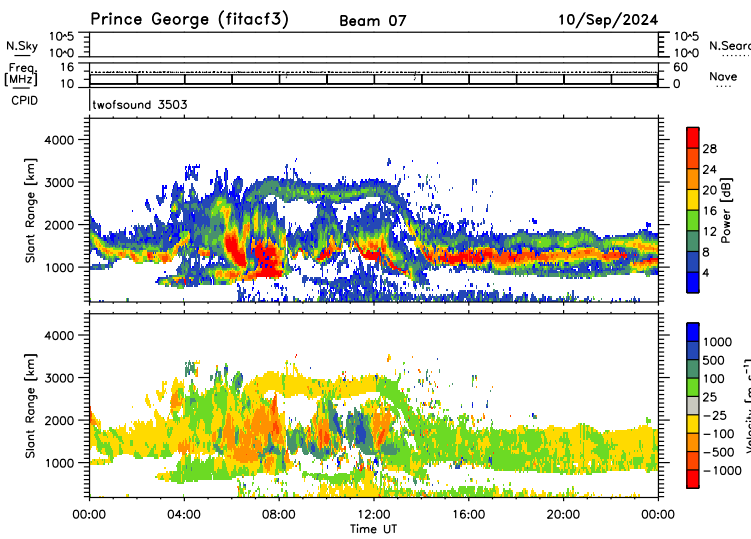 Prince George (fitacf3) Beam 07 10/Sep/2024
N.Sky 10^5 10^0 10^5 10^0
Freq. [MHz] 16 10 60 0 Nave
CPID twofsound 3503
Slant Range [km] 4000 3000 2000 1000
28 24 20 16 12 8 4 Power [dB]
Slant Range [km] 4000 3000 2000 1000
1000 500 100 25 -25 -100 -500 -1000
00:00 04:00 08:00 12:00 16:00 20:00 00:00
Time UT